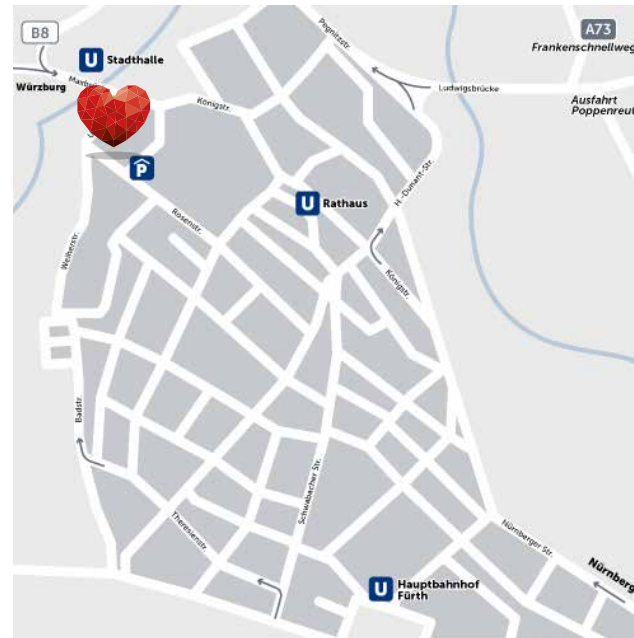 B8
U Stadthalle
Würzburg
Pegnitzstr.
A73
Frankenschnellweg
Ludwigsbrücke
Ausfahrt
Poppenreut
Königstr.
P
Rosenstr.
U Rathaus
H.-Dunant-Str.
Weiherstr.
Königstr.
Badstr.
Schwabacher Str.
Theresienstr.
Nürnberger Str.
Nürnberg
U Hauptbahnhof
Fürth